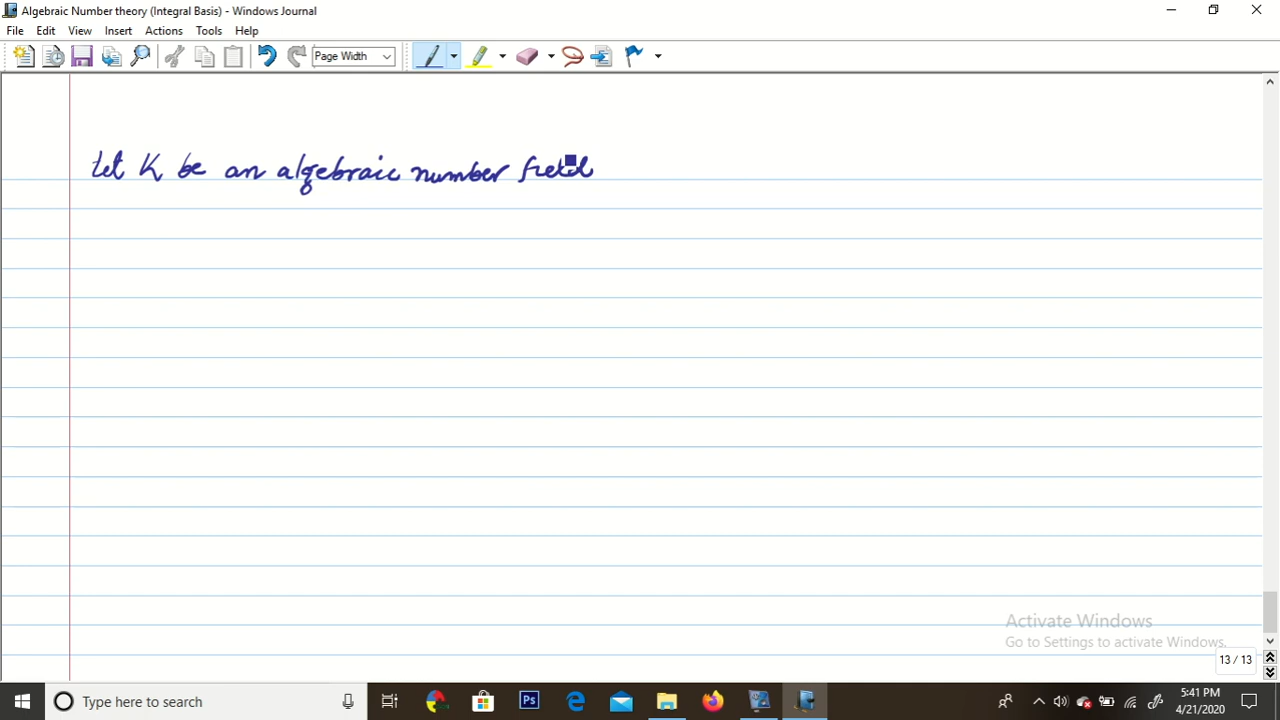 Algebraic Number theory (Integral Basis) - Windows Journal
File Edit View Insert Actions Tools Help
Page Width
Let K be an algebraic number field
Activate Windows
Go to Settings to activate Windows.
13 / 13
Type here to search
Ps
5:41 PM
4/21/2020